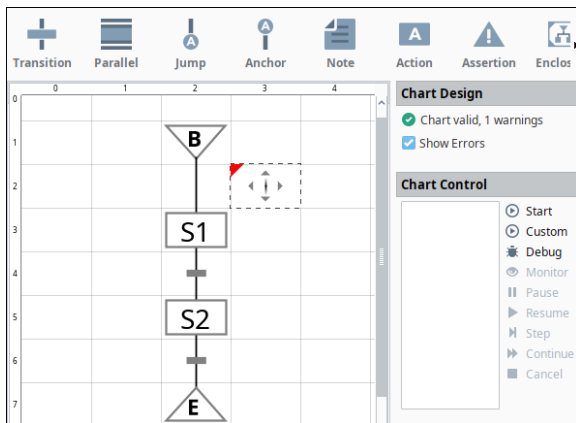 Transition Parallel Jump Anchor Note Action Assertion Enclos
A A A
0 1 2 3 4
0
1
2
3
4
5
6
7
B
S1
S2
E
Chart Design
Chart valid, 1 warnings
Show Errors
Chart Control
Start
Custom
Debug
Monitor
Pause
Resume
Step
Continue
Cancel